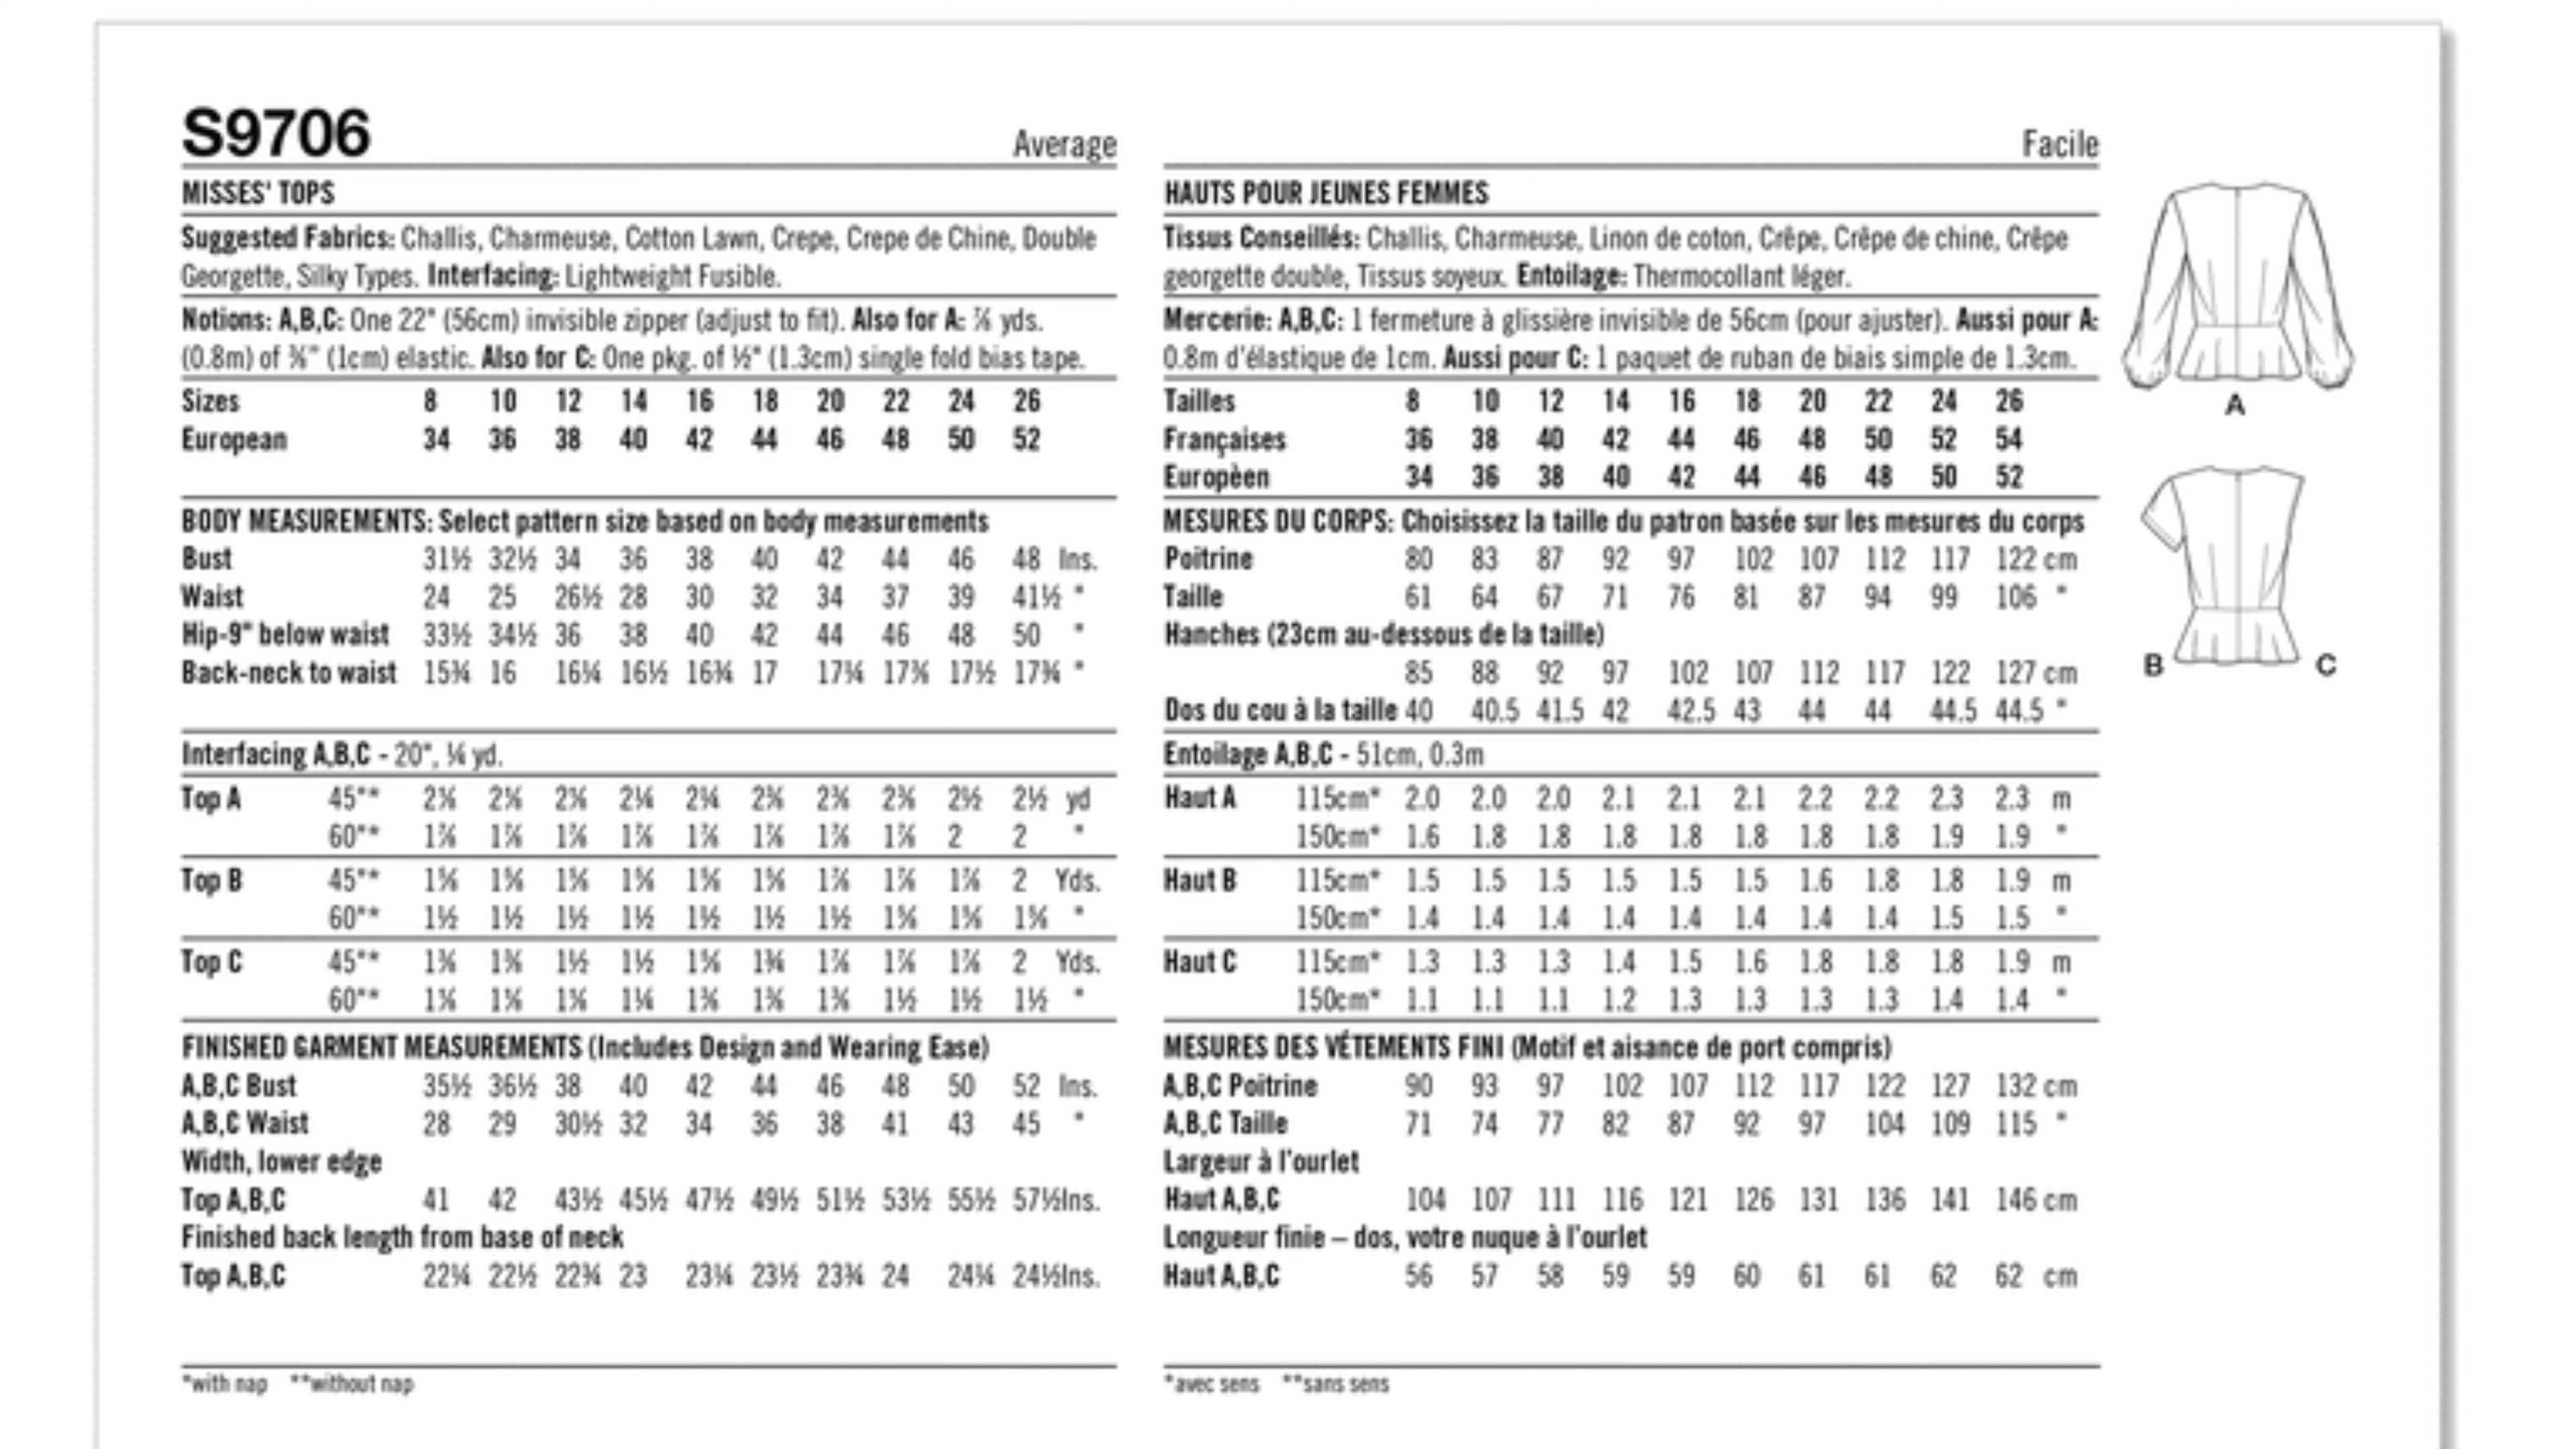 S9706 Average
MISSES' TOPS
Suggested Fabrics: Challis, Charmeuse, Cotton Lawn, Crepe, Crepe de Chine, Double
Georgette, Silky Types. Interfacing: Lightweight Fusible.
Notions: A,B,C: One 22" (56cm) invisible zipper (adjust to fit). Also for A: ⅞ yds.
(0.8m) of ⅜" (1cm) elastic. Also for C: One pkg. of ½" (1.3cm) single fold bias tape.
Sizes 8 10 12 14 16 18 20 22 24 26
European 34 36 38 40 42 44 46 48 50 52
BODY MEASUREMENTS: Select pattern size based on body measurements
Bust 31½ 32½ 34 36 38 40 42 44 46 48 Ins.
Waist 24 25 26½ 28 30 32 34 37 39 41½ "
Hip-9" below waist 33½ 34½ 36 38 40 42 44 46 48 50 "
Back-neck to waist 15¾ 16 16¼ 16½ 16¾ 17 17¼ 17⅜ 17½ 17¾ "
Interfacing A,B,C - 20", ¼ yd.
Top A 45"* 2⅛ 2⅛ 2⅛ 2¼ 2¼ 2⅜ 2⅜ 2⅜ 2½ 2½ yd
60"* 1⅞ 1⅞ 1⅞ 1⅞ 1⅞ 1⅞ 1⅞ 1⅞ 2 2 "
Top B 45"* 1⅝ 1⅝ 1⅝ 1⅝ 1⅝ 1⅝ 1⅞ 1⅞ 1⅞ 2 Yds.
60"* 1½ 1½ 1½ 1½ 1½ 1½ 1½ 1⅝ 1⅝ 1⅝ "
Top C 45"* 1⅜ 1⅜ 1½ 1½ 1⅝ 1¾ 1⅞ 1⅞ 1⅞ 2 Yds.
60"* 1⅛ 1⅛ 1⅛ 1¼ 1⅜ 1⅜ 1⅜ 1½ 1½ 1½ "
FINISHED GARMENT MEASUREMENTS (Includes Design and Wearing Ease)
A,B,C Bust 35½ 36½ 38 40 42 44 46 48 50 52 Ins.
A,B,C Waist 28 29 30½ 32 34 36 38 41 43 45 "
Width, lower edge
Top A,B,C 41 42 43½ 45½ 47½ 49½ 51½ 53½ 55½ 57½Ins.
Finished back length from base of neck
Top A,B,C 22¼ 22½ 22¾ 23 23¼ 23½ 23¾ 24 24¼ 24½Ins.
*with nap **without nap
Facile
HAUTS POUR JEUNES FEMMES
Tissus Conseillés: Challis, Charmeuse, Linon de coton, Crêpe, Crêpe de chine, Crêpe
georgette double, Tissus soyeux. Entoilage: Thermocollant léger.
Mercerie: A,B,C: 1 fermeture à glissière invisible de 56cm (pour ajuster). Aussi pour A:
0.8m d'élastique de 1cm. Aussi pour C: 1 paquet de ruban de biais simple de 1.3cm.
Tailles 8 10 12 14 16 18 20 22 24 26
Françaises 36 38 40 42 44 46 48 50 52 54
Europèen 34 36 38 40 42 44 46 48 50 52
MESURES DU CORPS: Choisissez la taille du patron basée sur les mesures du corps
Poitrine 80 83 87 92 97 102 107 112 117 122 cm
Taille 61 64 67 71 76 81 87 94 99 106 "
Hanches (23cm au-dessous de la taille)
85 88 92 97 102 107 112 117 122 127 cm
Dos du cou à la taille 40 40.5 41.5 42 42.5 43 44 44 44.5 44.5 "
Entoilage A,B,C - 51cm, 0.3m
Haut A 115cm* 2.0 2.0 2.0 2.1 2.1 2.1 2.2 2.2 2.3 2.3 m
150cm* 1.6 1.8 1.8 1.8 1.8 1.8 1.8 1.8 1.9 1.9 "
Haut B 115cm* 1.5 1.5 1.5 1.5 1.5 1.5 1.6 1.8 1.8 1.9 m
150cm* 1.4 1.4 1.4 1.4 1.4 1.4 1.4 1.4 1.5 1.5 "
Haut C 115cm* 1.3 1.3 1.3 1.4 1.5 1.6 1.8 1.8 1.8 1.9 m
150cm* 1.1 1.1 1.1 1.2 1.3 1.3 1.3 1.3 1.4 1.4 "
MESURES DES VÉTEMENTS FINI (Motif et aisance de port compris)
A,B,C Poitrine 90 93 97 102 107 112 117 122 127 132 cm
A,B,C Taille 71 74 77 82 87 92 97 104 109 115 "
Largeur à l'ourlet
Haut A,B,C 104 107 111 116 121 126 131 136 141 146 cm
Longueur finie – dos, votre nuque à l'ourlet
Haut A,B,C 56 57 58 59 59 60 61 61 62 62 cm
*avec sens **sans sens
A
B C